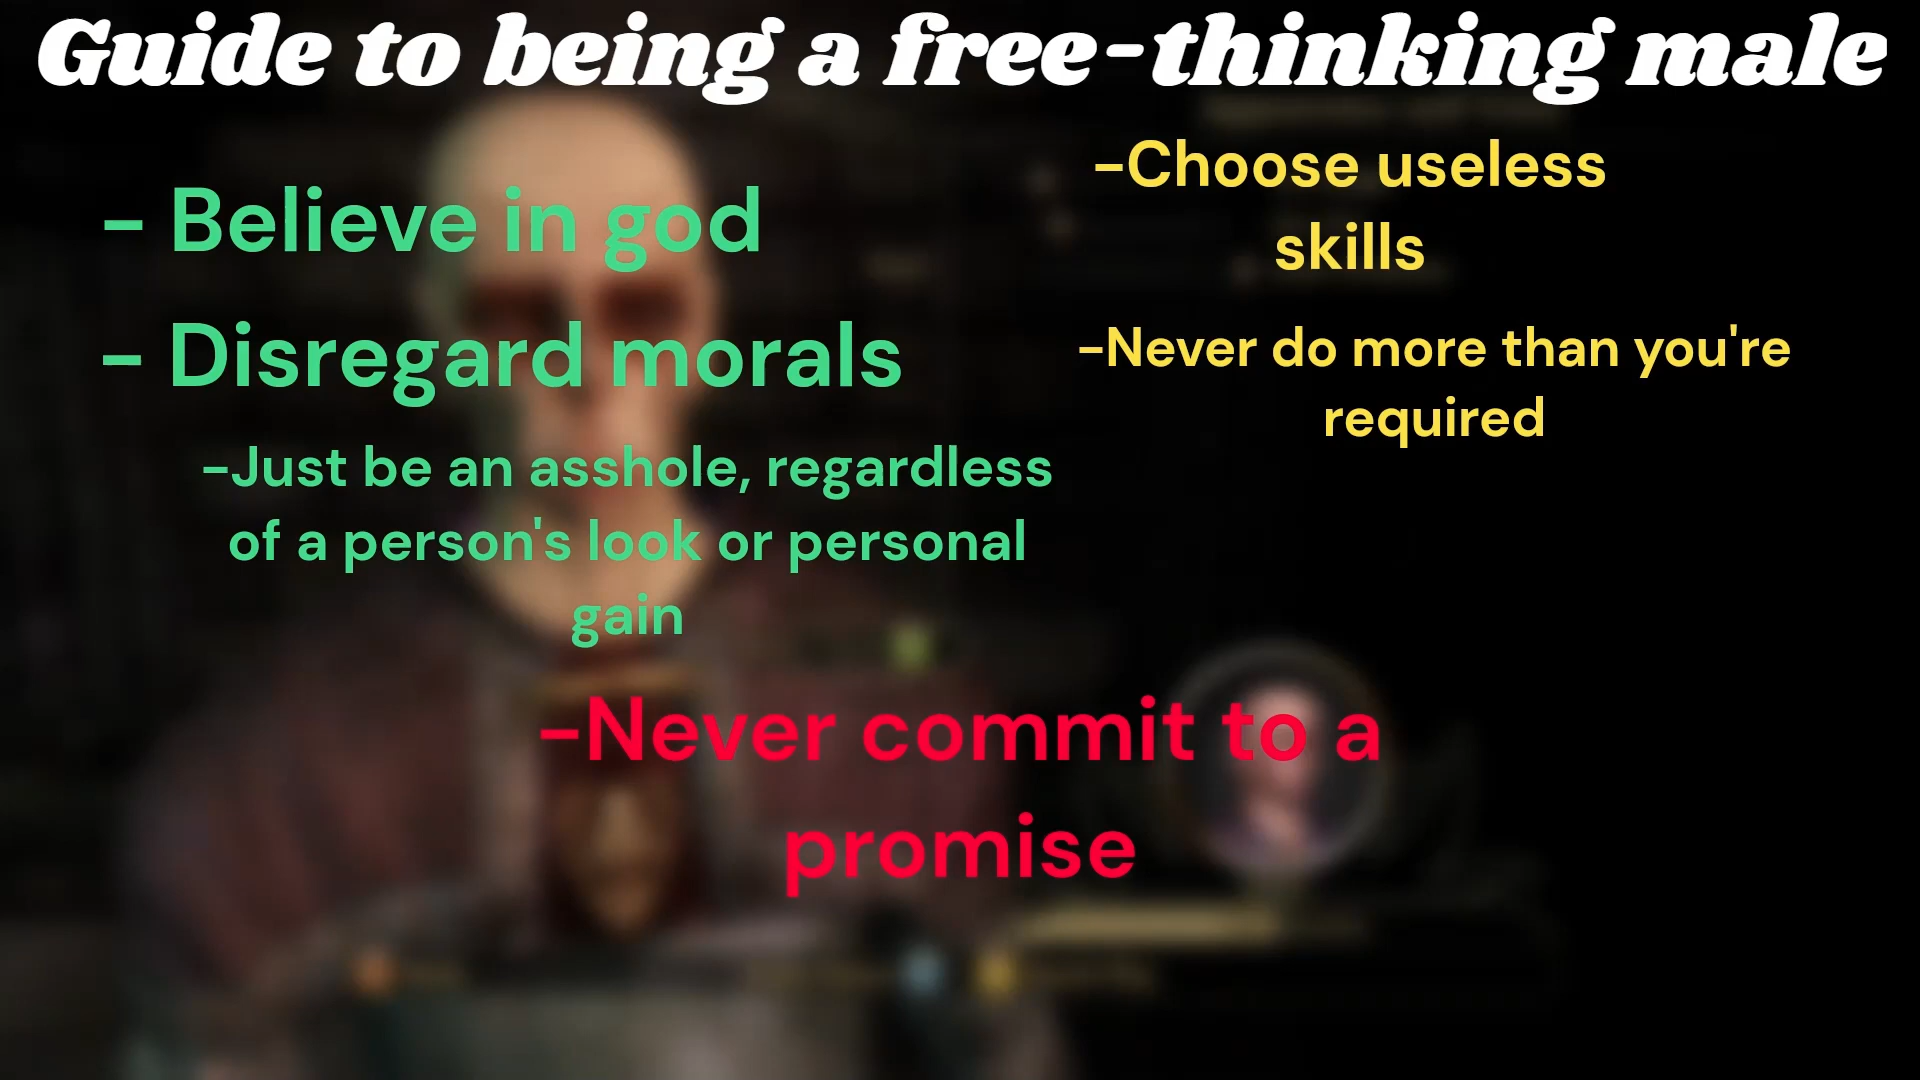 Guide to being a free-thinking male
- Believe in god
- Disregard morals
-Just be an asshole, regardless
of a person's look or personal
gain
-Choose useless
skills
-Never do more than you're
required
-Never commit to a
promise